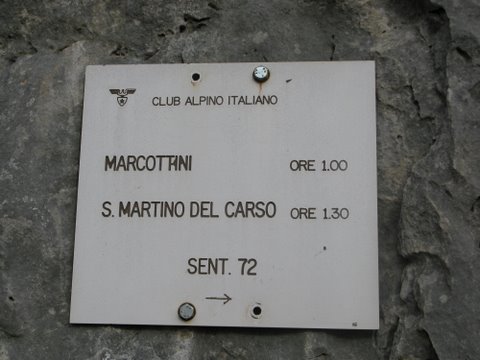 CLUB ALPINO ITALIANO
MARCOTTINI ORE 1.00
S. MARTINO DEL CARSO ORE 1.30
SENT. 72
→